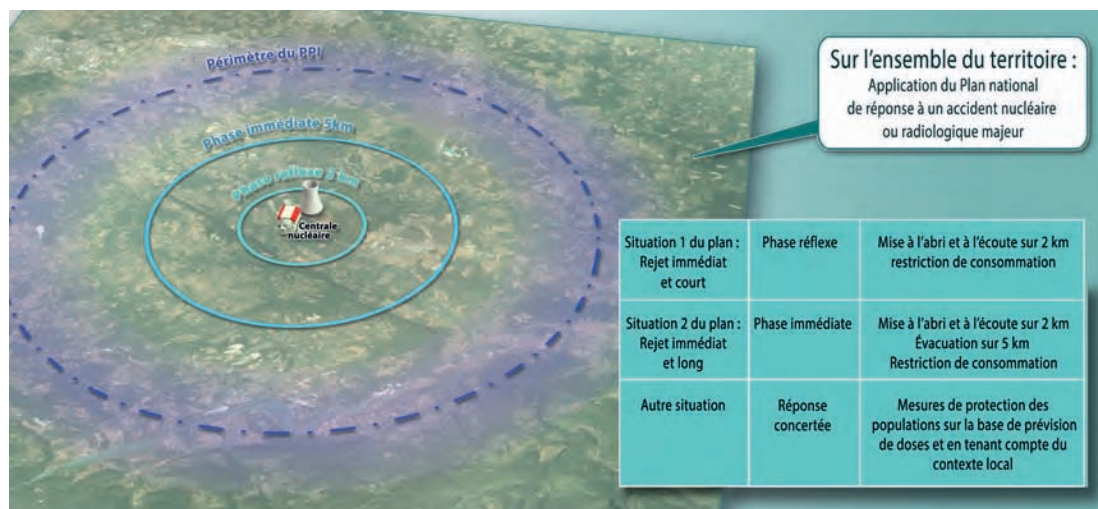 Périmètre du PPI
Phase immédiate 5km
Phase réflexe 2 km
Centrale
nucléaire
Sur l'ensemble du territoire :
Application du Plan national
de réponse à un accident nucléaire
ou radiologique majeur
Situation 1 du plan :
Rejet immédiat
et court
Phase réflexe
Mise à l'abri et à l'écoute sur 2 km
restriction de consommation
Situation 2 du plan :
Rejet immédiat
et long
Phase immédiate
Mise à l'abri et à l'écoute sur 2 km
Évacuation sur 5 km
Restriction de consommation
Autre situation
Réponse
concertée
Mesures de protection des
populations sur la base de prévision
de doses et en tenant compte du
contexte local